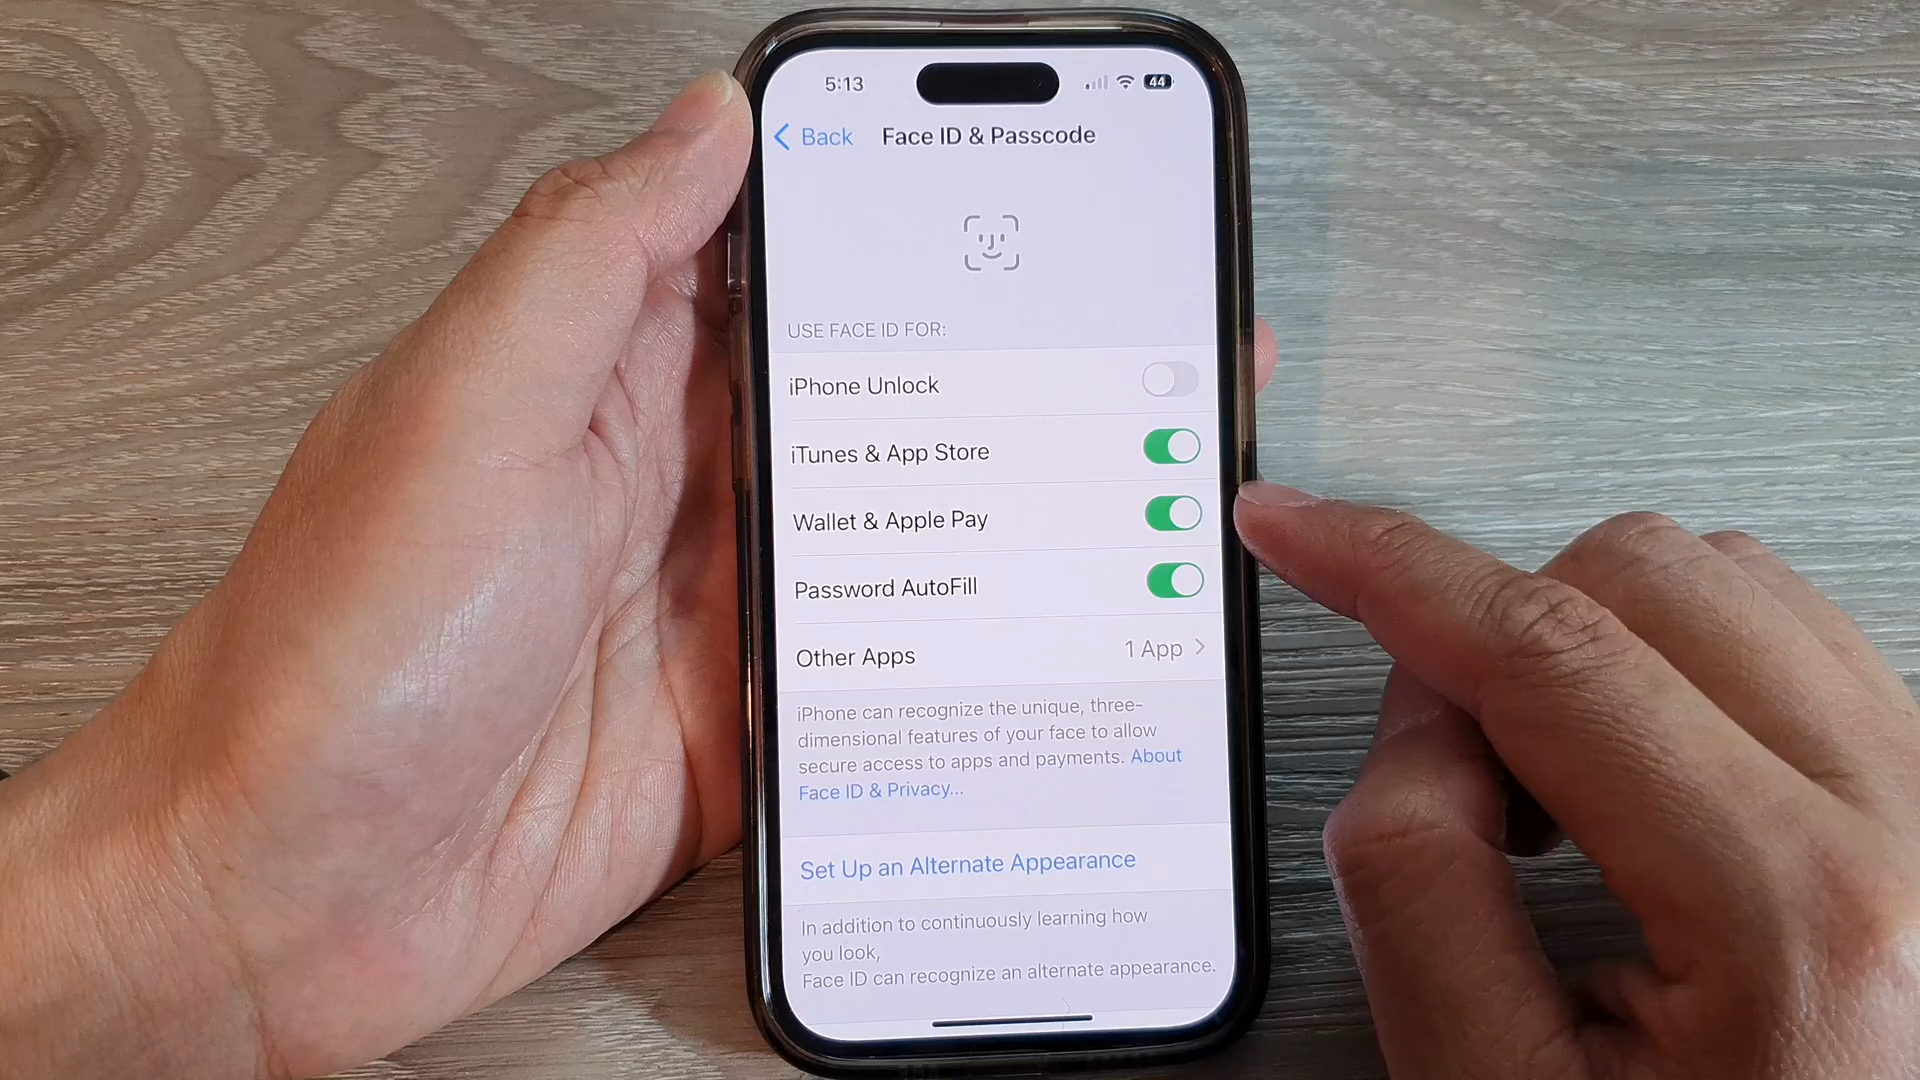 5:13
44
Back
Face ID & Passcode
USE FACE ID FOR:
iPhone Unlock
iTunes & App Store
Wallet & Apple Pay
Password AutoFill
Other Apps
1 App
iPhone can recognize the unique, three-
dimensional features of your face to allow
secure access to apps and payments. About
Face ID & Privacy...
Set Up an Alternate Appearance
In addition to continuously learning how
you look,
Face ID can recognize an alternate appearance.